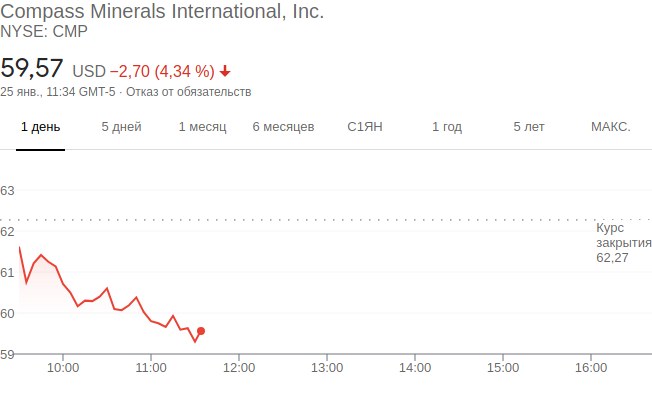 Compass Minerals International, Inc.
NYSE: CMP
59,57 USD −2,70 (4,34 %)
25 янв., 11:34 GMT-5 · Отказ от обязательств
1 день 5 дней 1 месяц 6 месяцев С1ЯН 1 год 5 лет МАКС.
63
62
61
60
59
Курс
закрытия
62,27
10:00 11:00 12:00 13:00 14:00 15:00 16:00